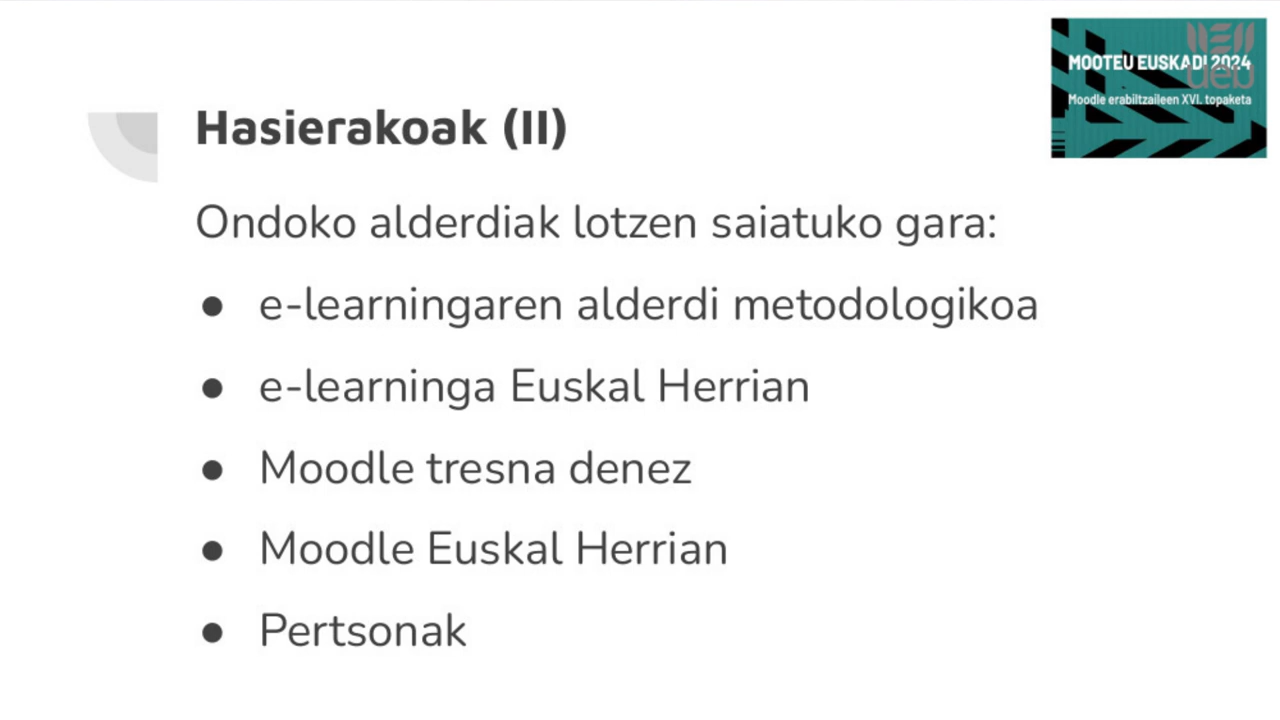 MOOTEU EUSKADI 2024
ueu
Moodle erabiltzaileen XVI. topaketa
Hasierakoak (II)
Ondoko alderdiak lotzen saiatuko gara:
● e-learningaren alderdi metodologikoa
● e-learninga Euskal Herrian
● Moodle tresna denez
● Moodle Euskal Herrian
● Pertsonak